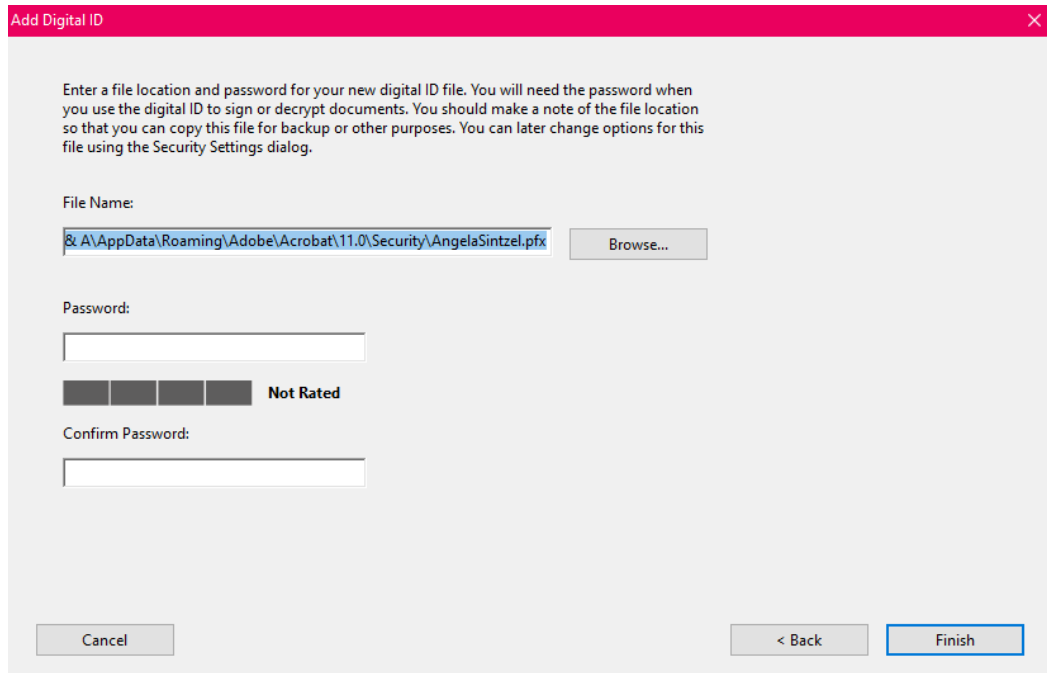 Add Digital ID
Enter a file location and password for your new digital ID file. You will need the password when
you use the digital ID to sign or decrypt documents. You should make a note of the file location
so that you can copy this file for backup or other purposes. You can later change options for this
file using the Security Settings dialog.
File Name:
& A\AppData\Roaming\Adobe\Acrobat\11.0\Security\AngelaSintzel.pfx
Browse...
Password:
Not Rated
Confirm Password:
Cancel
< Back
Finish